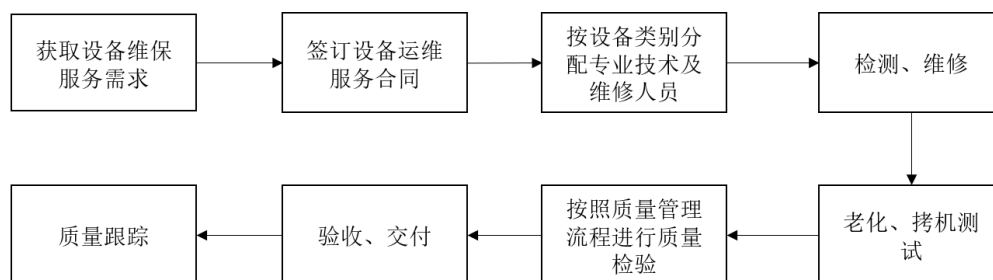 获取设备维保
服务需求
签订设备运维
服务合同
按设备类别分
配专业技术及
维修人员
检测、维修
老化、拷机测
试
按照质量管理
流程进行质量
检验
验收、交付
质量跟踪